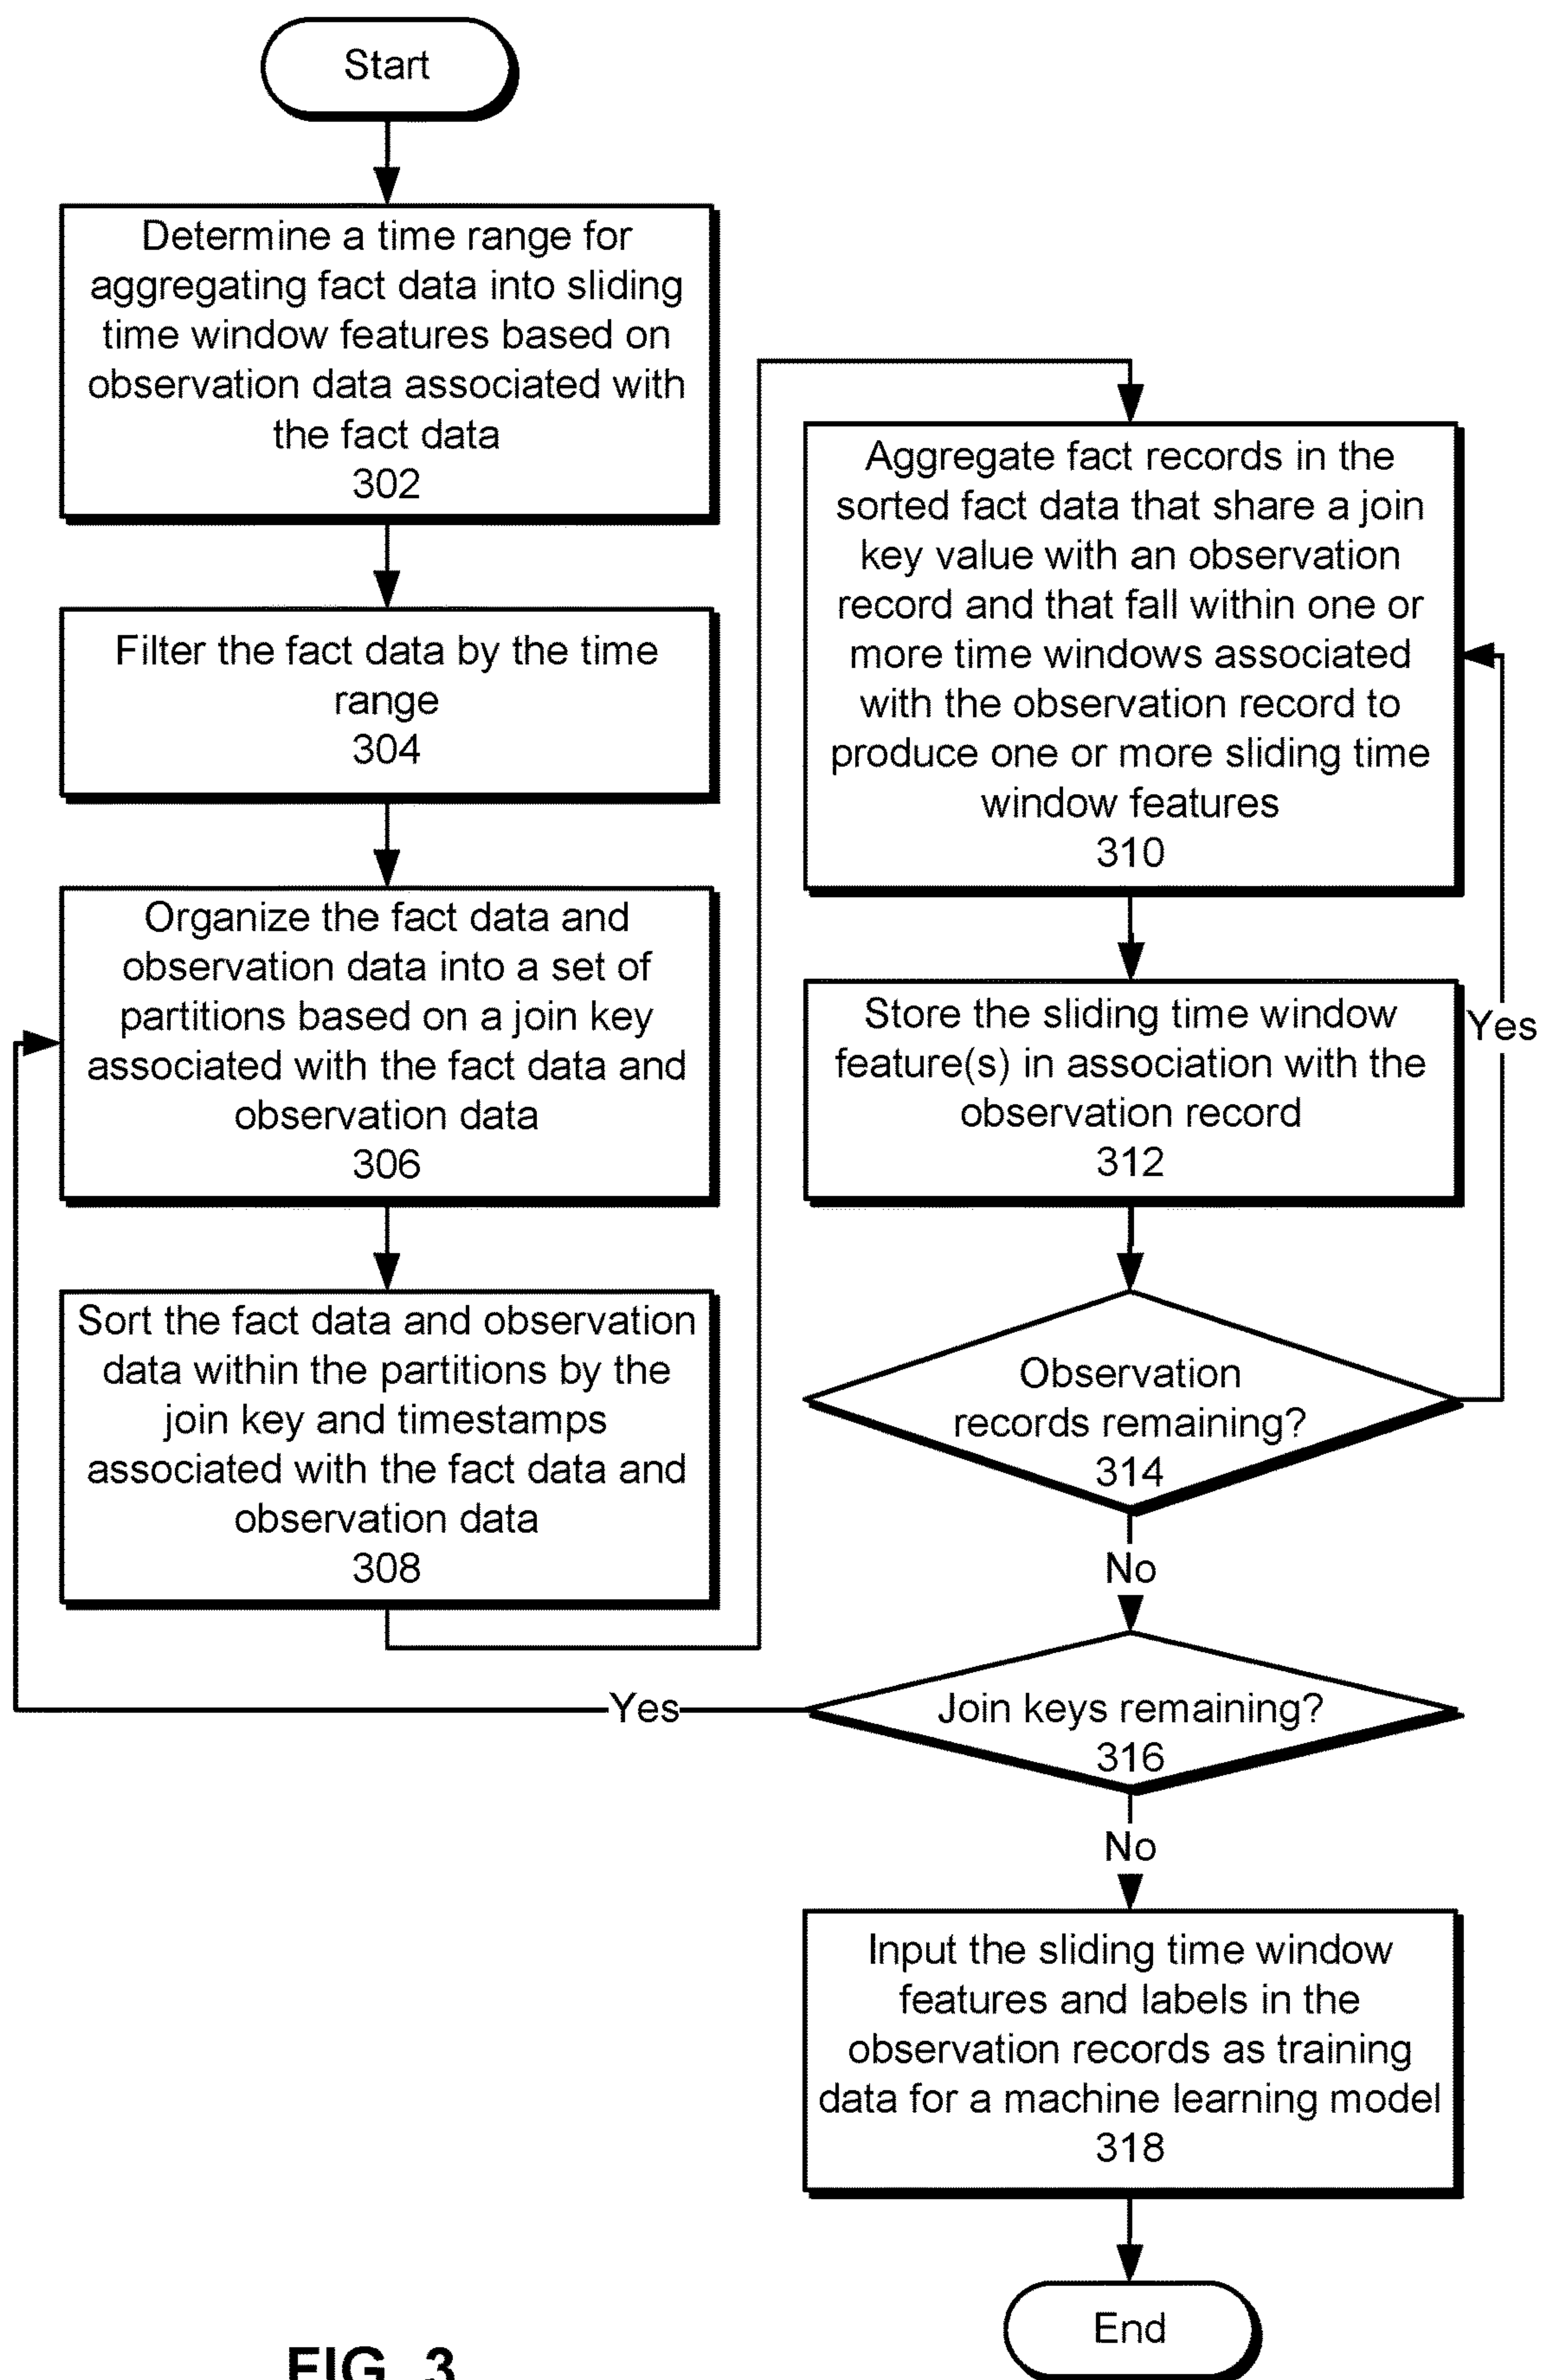 Start
Determine a time range for
aggregating fact data into sliding
time window features based on
observation data associated with
the fact data
302
Filter the fact data by the time
range
304
Organize the fact data and
observation data into a set of
partitions based on a join key
associated with the fact data and
observation data
306
Sort the fact data and observation
data within the partitions by the
join key and timestamps
associated with the fact data and
observation data
308
Aggregate fact records in the
sorted fact data that share a join
key value with an observation
record and that fall within one or
more time windows associated
with the observation record to
produce one or more sliding time
window features
310
Store the sliding time window
feature(s) in association with the
observation record
312
Yes
Observation
records remaining?
314
No
Join keys remaining?
316
Yes
No
Input the sliding time window
features and labels in the
observation records as training
data for a machine learning model
318
End
FIG. 3